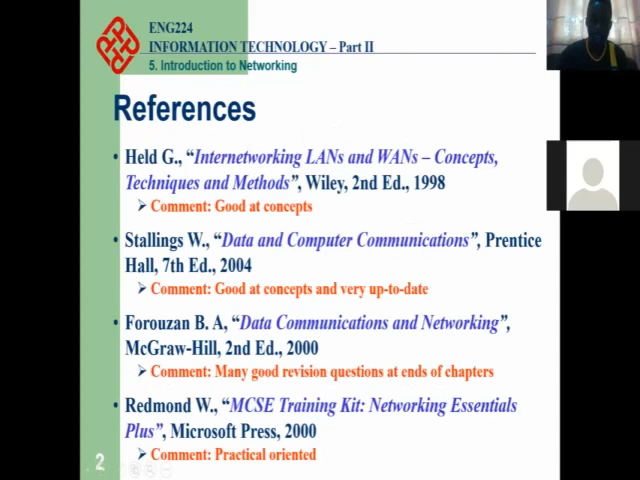 ENG224
INFORMATION TECHNOLOGY – Part II
5. Introduction to Networking
References
• Held G., “Internetworking LANs and WANs – Concepts,
Techniques and Methods”, Wiley, 2nd Ed., 1998
➢ Comment: Good at concepts
• Stallings W., “Data and Computer Communications”, Prentice
Hall, 7th Ed., 2004
➢ Comment: Good at concepts and very up-to-date
• Forouzan B. A, “Data Communications and Networking”,
McGraw-Hill, 2nd Ed., 2000
➢ Comment: Many good revision questions at ends of chapters
• Redmond W., “MCSE Training Kit: Networking Essentials
Plus”, Microsoft Press, 2000
➢ Comment: Practical oriented
2